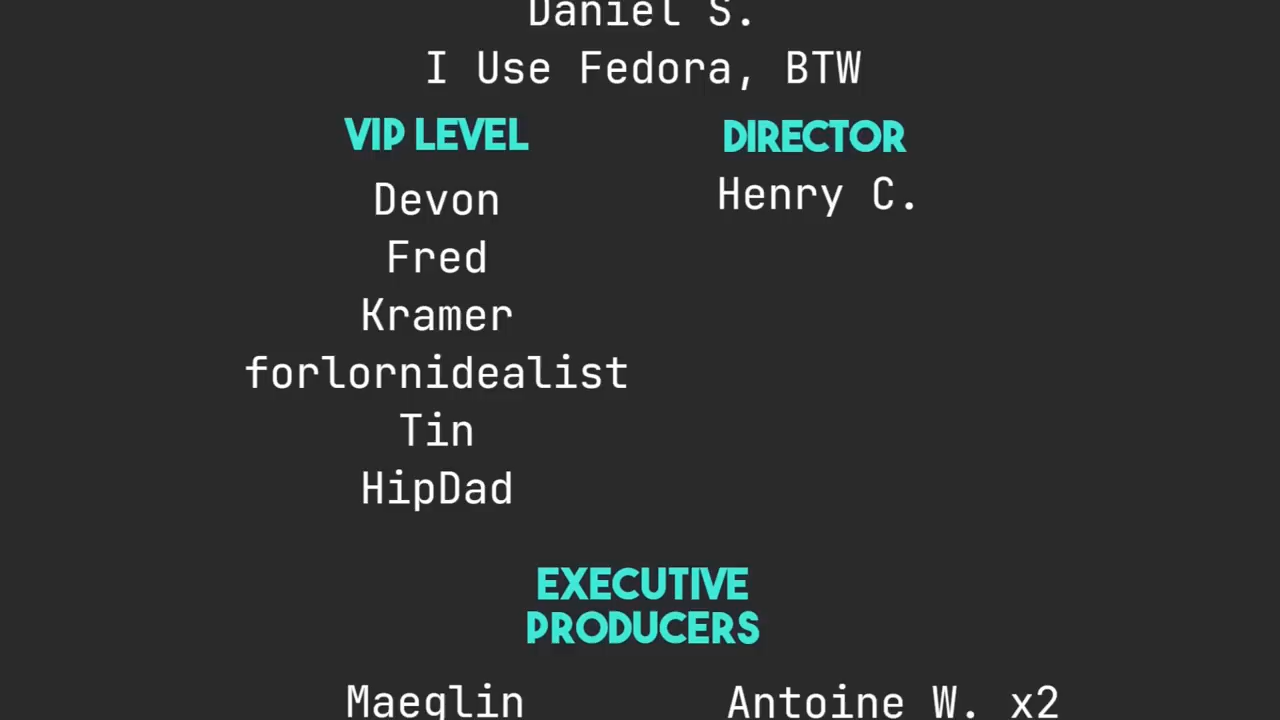 Daniel S.
I Use Fedora, BTW
VIP LEVEL
Devon
Fred
Kramer
forlornidealist
Tin
HipDad
DIRECTOR
Henry C.
EXECUTIVE
PRODUCERS
Maeglin
Antoine W. x2